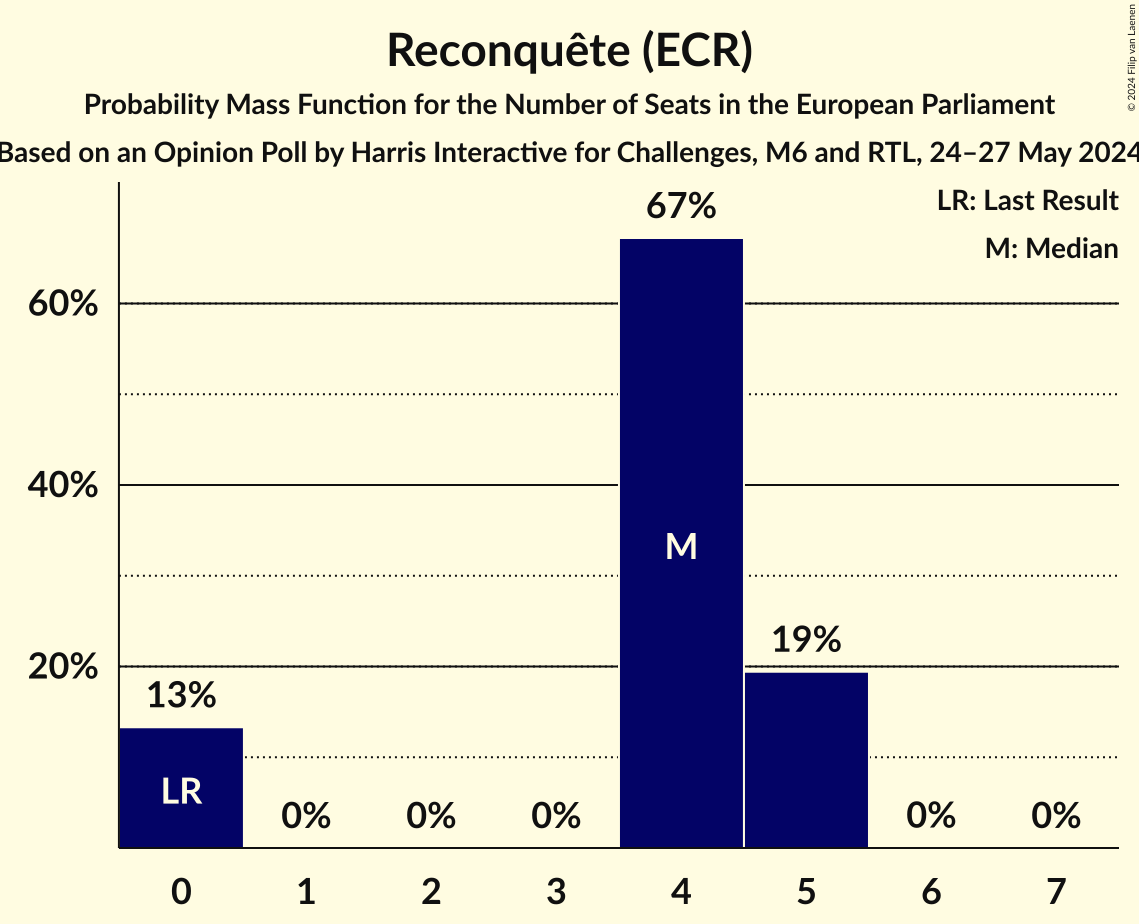 © 2024 Filip van Laenen
Reconquête (ECR)
Probability Mass Function for the Number of Seats in the European Parliament
Based on an Opinion Poll by Harris Interactive for Challenges, M6 and RTL, 24–27 May 2024
LR: Last Result
M: Median
67%
60%
M
40%
19%
20%
13%
LR
0% 0% 0% 0% 0%
0 1 2 3 4 5 6 7